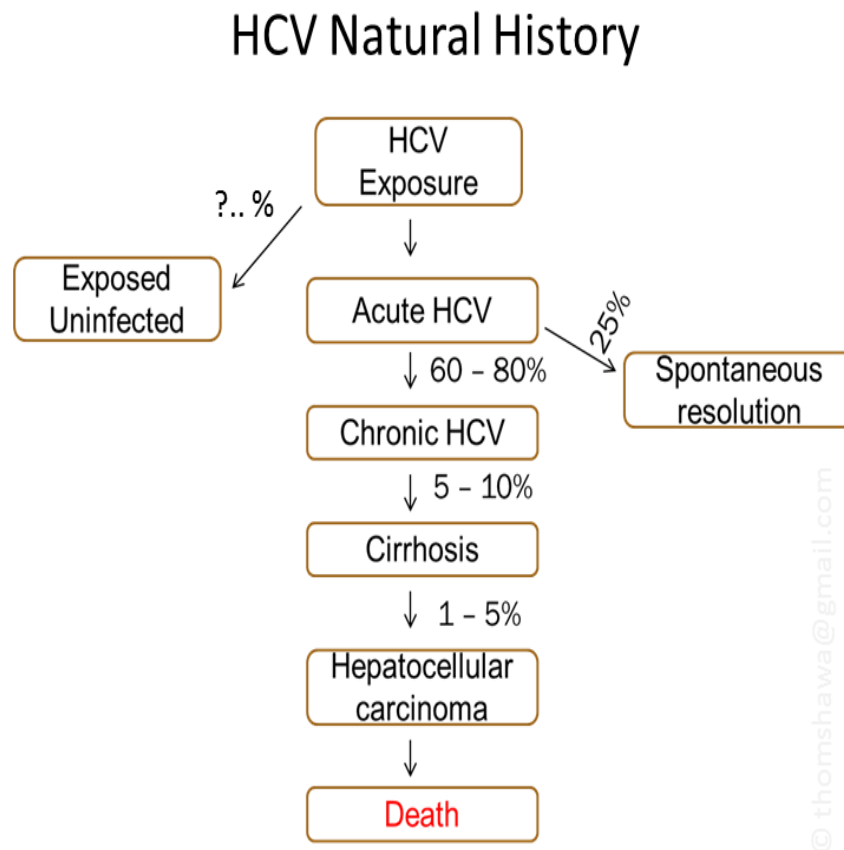 HCV Natural History
HCV
Exposure
?.. %
Exposed
Uninfected
Acute HCV
25%
60 – 80%
Spontaneous
resolution
Chronic HCV
5 – 10%
Cirrhosis
1 – 5%
Hepatocellular
carcinoma
Death
© thomshawa@gmail.com